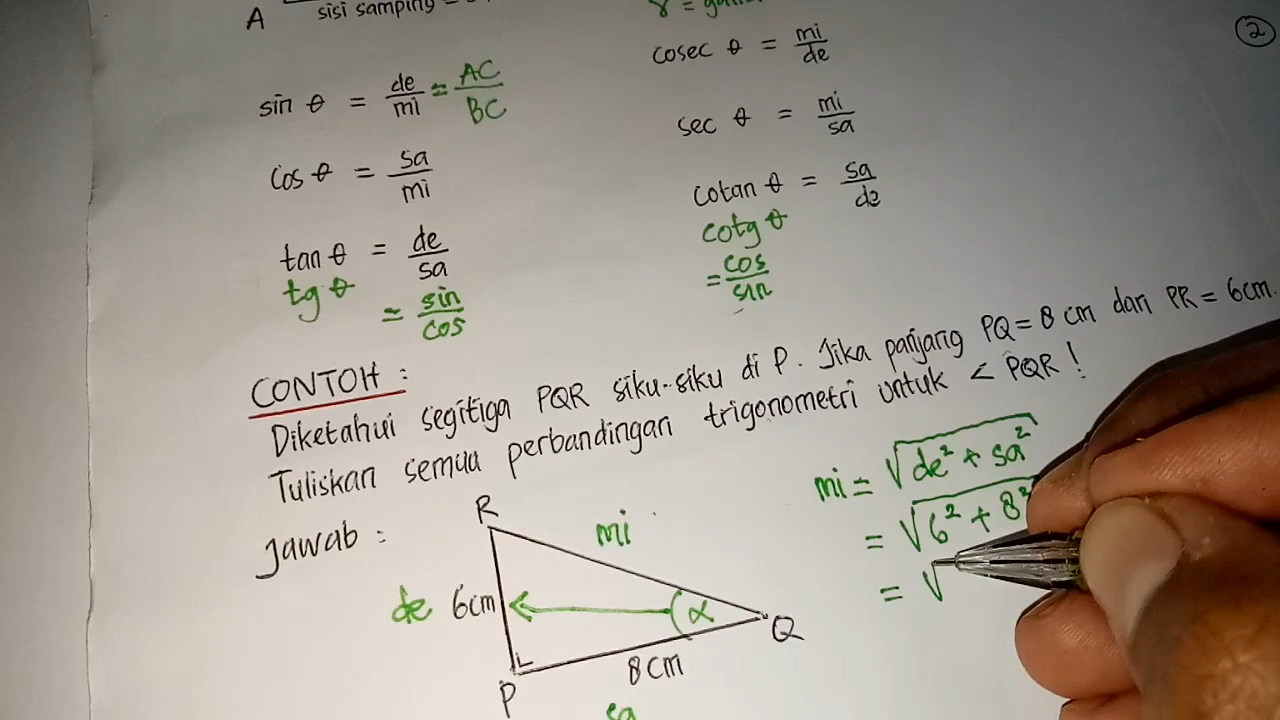 A
sisi samping =
γ =
2
sin θ = de/mi = AC/BC
cosec θ = mi/de
cos θ = sa/mi
sec θ = mi/sa
tan θ = de/sa
tg θ = sin/cos
cotan θ = sa/de
cotg θ
= cos/sin
CONTOH :
Diketahui segitiga PQR siku-siku di P. Jika panjang PQ = 8 cm dan PR = 6cm.
Tuliskan semua perbandingan trigonometri untuk < PQR !
Jawab :
R
mi
de 6cm
α
Q
8 cm
P
sa
mi = √de² + sa²
= √6² + 8²
= √